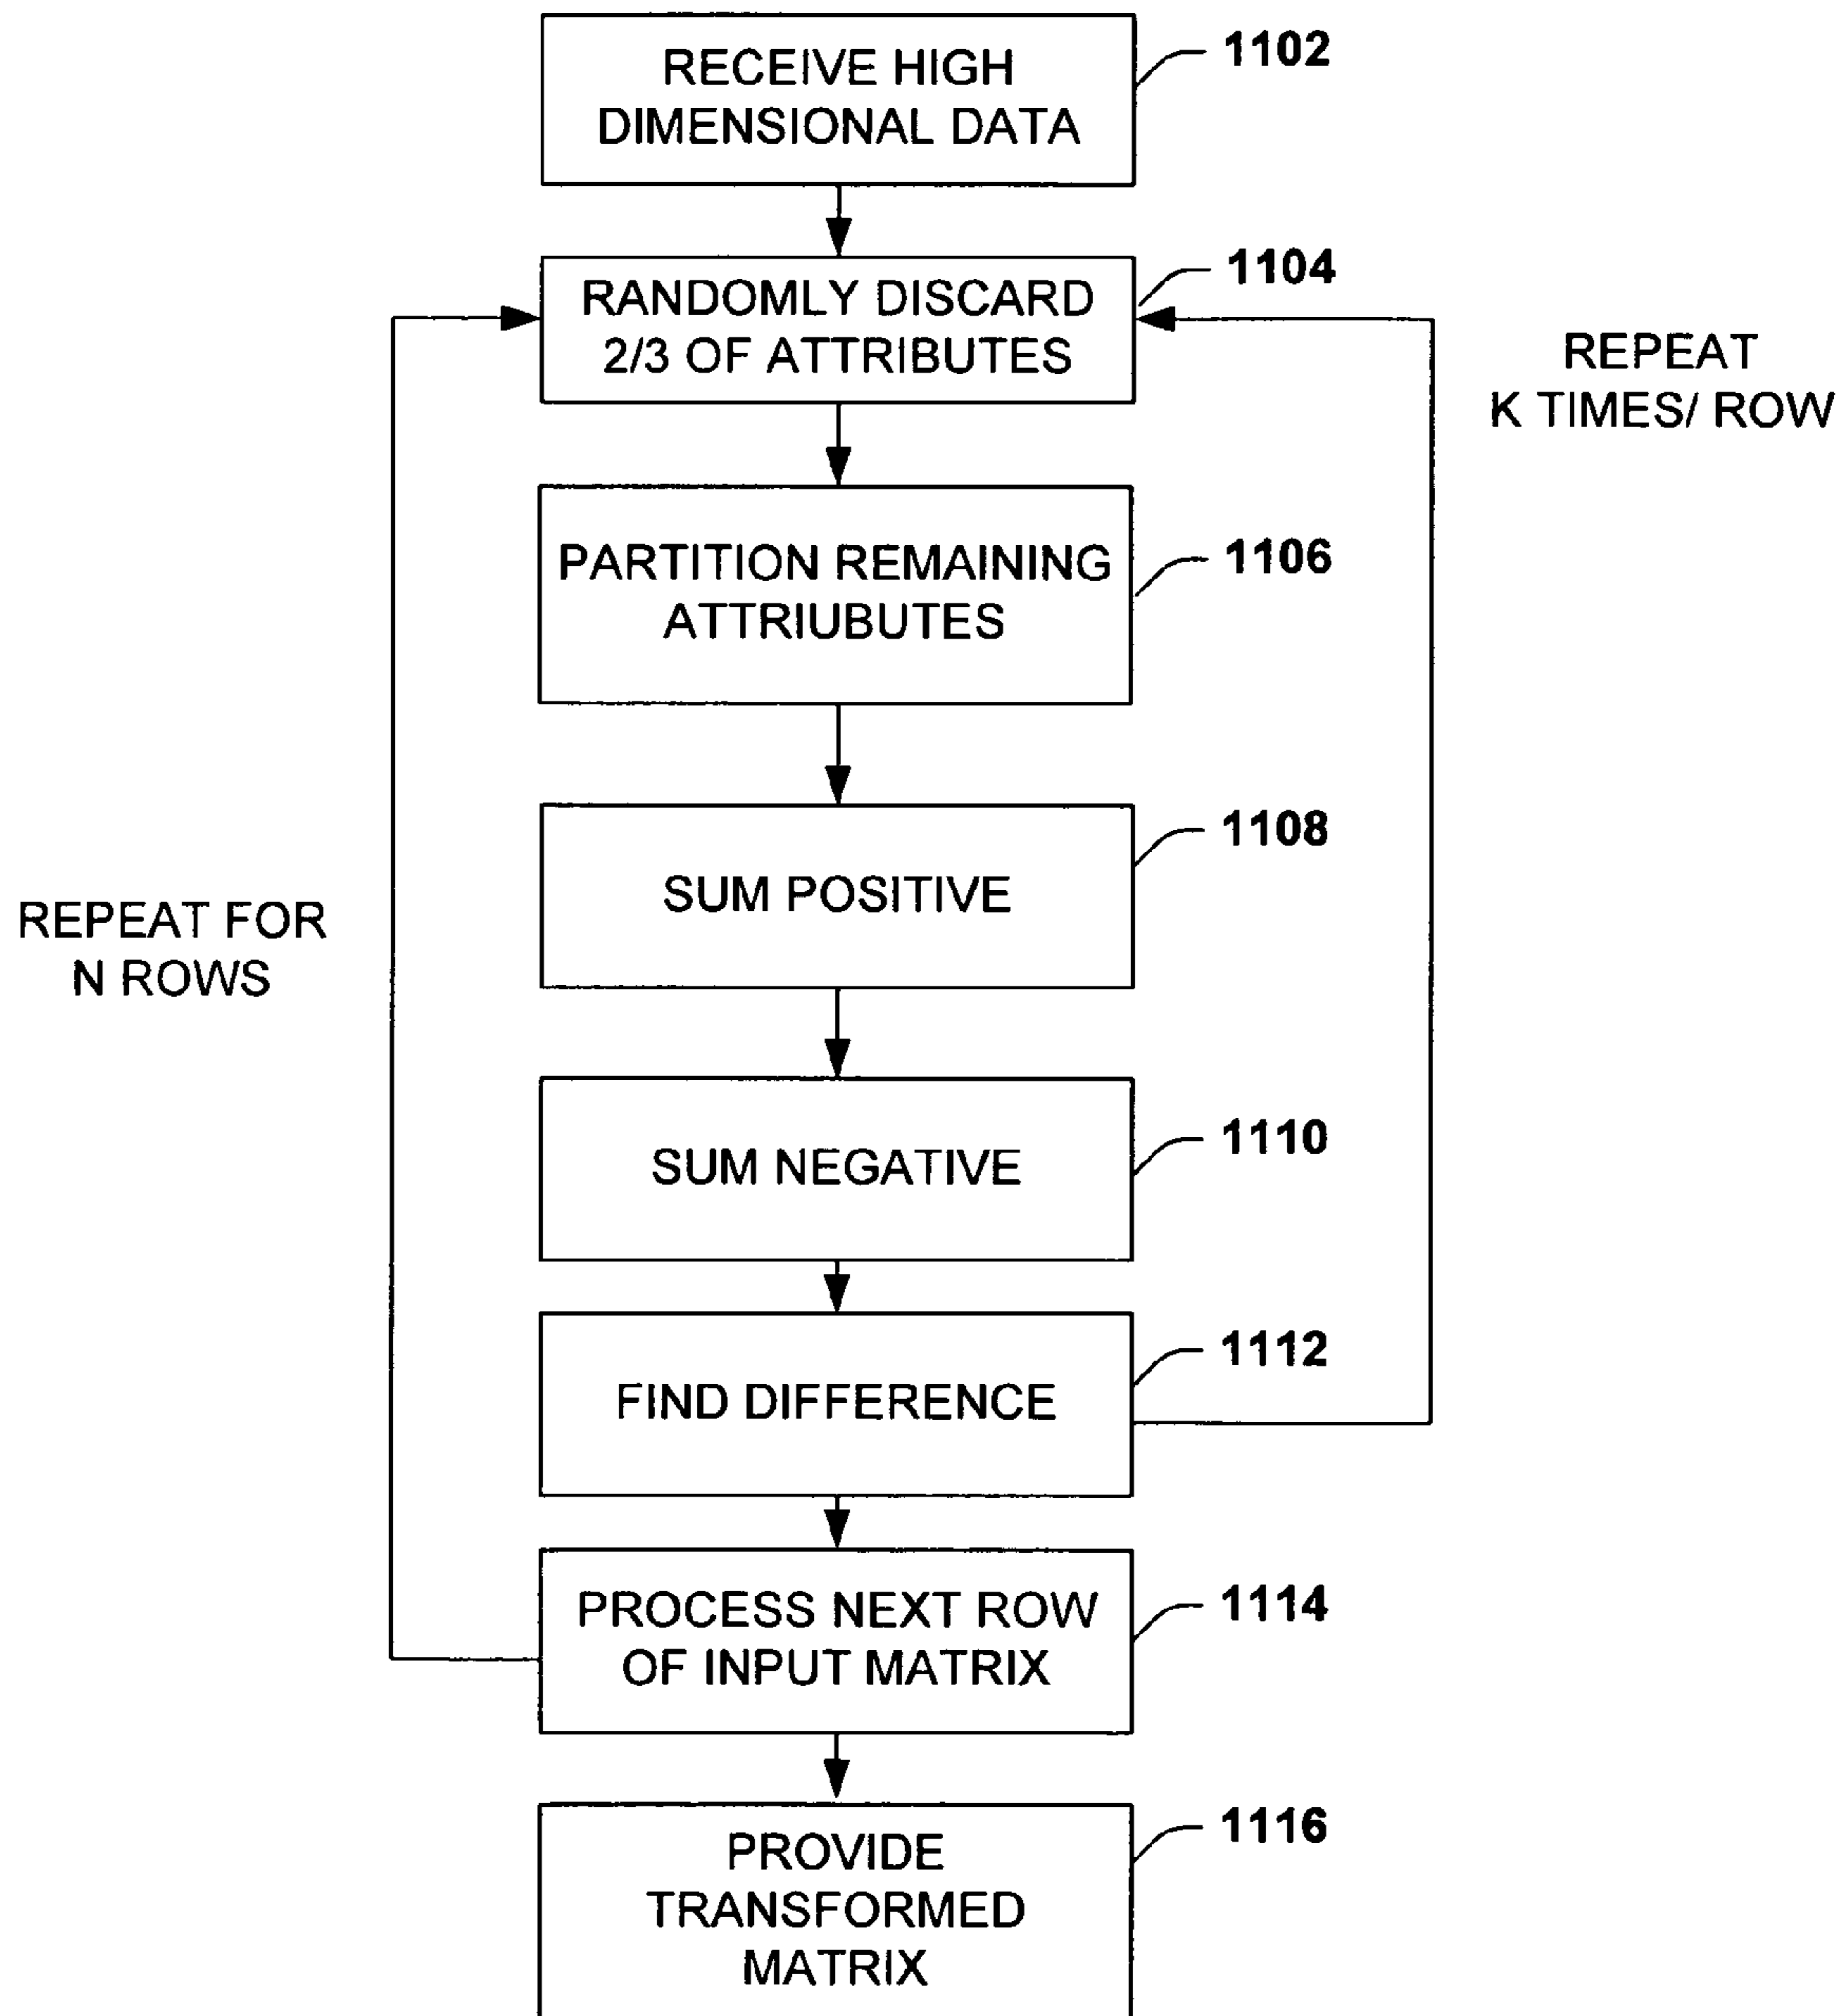 RECEIVE HIGH
DIMENSIONAL DATA
1102
RANDOMLY DISCARD
2/3 OF ATTRIBUTES
1104
REPEAT
K TIMES/ ROW
PARTITION REMAINING
ATTRIUBUTES
1106
SUM POSITIVE
1108
REPEAT FOR
N ROWS
SUM NEGATIVE
1110
FIND DIFFERENCE
1112
PROCESS NEXT ROW
OF INPUT MATRIX
1114
PROVIDE
TRANSFORMED
MATRIX
1116